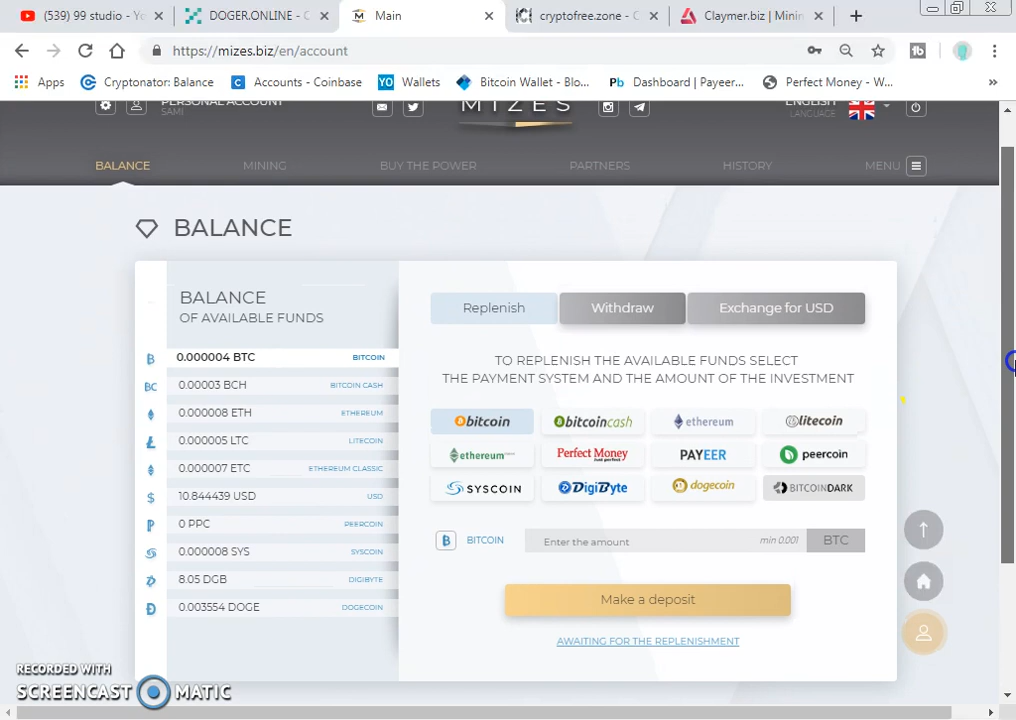 (539) 99 studio - Yo
DOGER.ONLINE - C
Main
cryptofree.zone - C
Claymer.biz | Minin
https://mizes.biz/en/account
Apps
Cryptonator: Balance
Accounts - Coinbase
YO Wallets
Bitcoin Wallet - Blo...
Pb Dashboard | Payeer...
Perfect Money - W...
PERSONAL ACCOUNT
SAMI
MIZES
ENGLISH
LANGUAGE
BALANCE
MINING
BUY THE POWER
PARTNERS
HISTORY
MENU
BALANCE
BALANCE
OF AVAILABLE FUNDS
0.000004 BTC BITCOIN
0.00003 BCH BITCOIN CASH
0.000008 ETH ETHEREUM
0.000005 LTC LITECOIN
0.000007 ETC ETHEREUM CLASSIC
10.844439 USD USD
0 PPC PEERCOIN
0.000008 SYS SYSCOIN
8.05 DGB DIGIBYTE
0.003554 DOGE DOGECOIN
Replenish
Withdraw
Exchange for USD
TO REPLENISH THE AVAILABLE FUNDS SELECT
THE PAYMENT SYSTEM AND THE AMOUNT OF THE INVESTMENT
bitcoin
bitcoincash
ethereum
litecoin
ethereum
Perfect Money
PAYEER
peercoin
SYSCOIN
DigiByte
dogecoin
BITCOINDARK
BITCOIN
Enter the amount
min 0.001
BTC
Make a deposit
AWAITING FOR THE REPLENISHMENT
RECORDED WITH
SCREENCAST MATIC